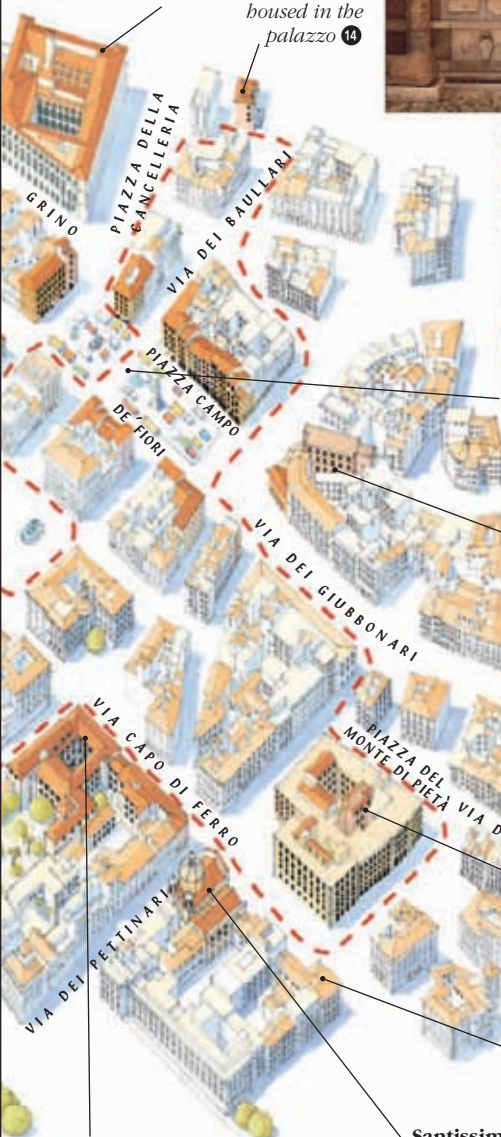 housed in the
palazzo 14
PIAZZA DELLA
CANCELLERIA
GRINO
VIA DEI BAULLARI
PIAZZA CAMPO
DE' FIORI
VIA DEI GIUBBONARI
VIA CAPO DI FERRO
PIAZZA DEL
MONTE DI PIETÀ
VIA D
VIA DEI PETTINARI
Santissim